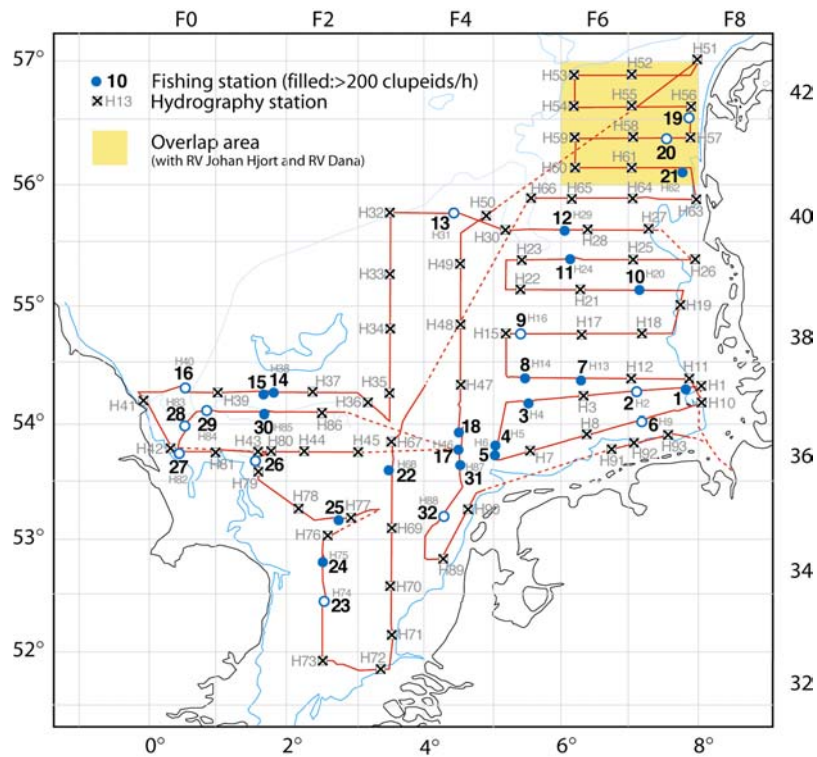 F0 F2 F4 F6 F8
57° H51
10 Fishing station (filled:>200 clupeids/h)
H13 Hydrography station
Overlap area
(with RV Johan Hjort and RV Dana)
H53 H52
H54 H55 H56 42
19
H59 H58 H57
20
H60 H61
21 H62
56°
H66 H65 H64 H63
H32 13 H31 H50 H30 12 H29 H28 H27 40
H33 H49 H23 11 H24 H25 H26
H22 H21 10 H20 H19
55°
H34 H48 9 H16 H15 H17 H18 38
H40 16 H38 15 14 H37 H35 H47 8 H14 7 H13 H12 H11
H41 H39 H36 H1
H83 28 29 3 H4 H3 2 H2 1 H10
54°
30 H85 H86 18 4 H5 H8 6 H9
H84 H43 H80 H44 H45 H67 H46 17 H6 5 H7 H93
H42 27 H82 H81 26 H68 22 H87 31 H91 H92 36
H79
H78 25 H77 H88 32 H90
53°
H76 H69
H75 24 H89
H70 34
H74 23
H71
52°
H73 H72
32
0° 2° 4° 6° 8°